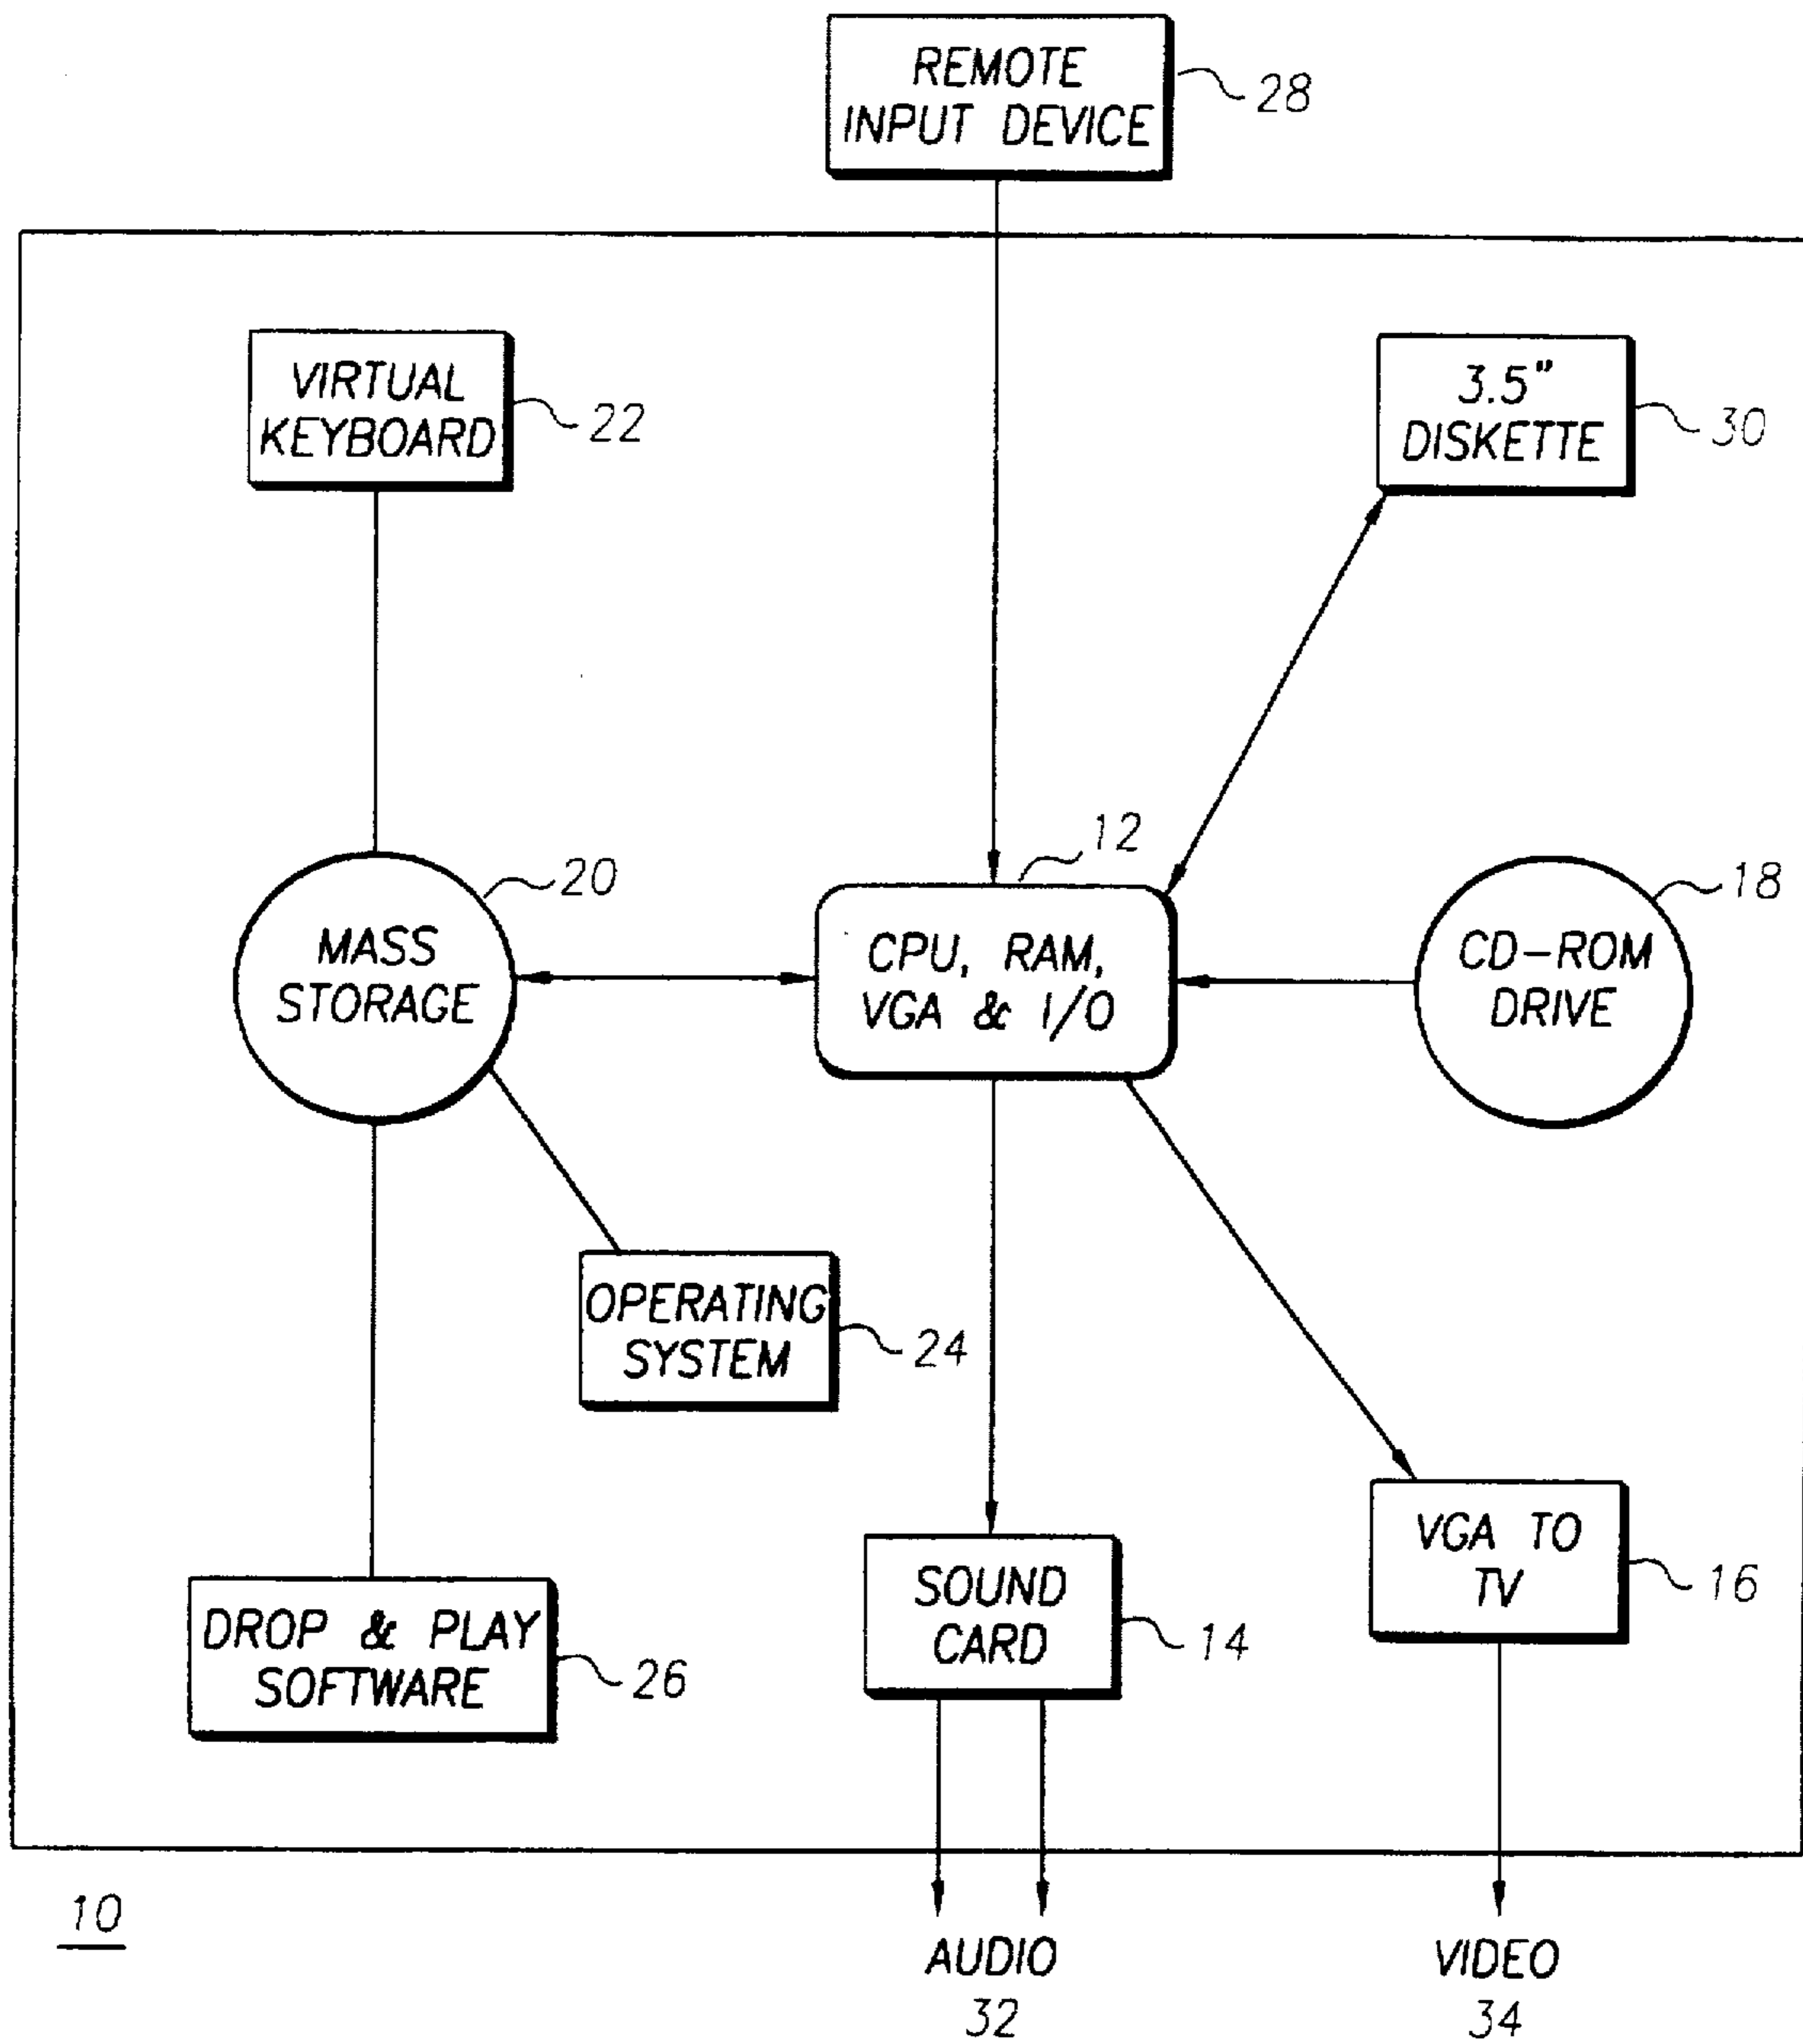 REMOTE
INPUT DEVICE
28
VIRTUAL
KEYBOARD
22
3.5"
DISKETTE
30
12
20
MASS
STORAGE
CPU, RAM,
VGA & I/O
18
CD-ROM
DRIVE
OPERATING
SYSTEM
24
DROP & PLAY
SOFTWARE
26
SOUND
CARD
14
VGA TO
TV
16
10
AUDIO
32
VIDEO
34